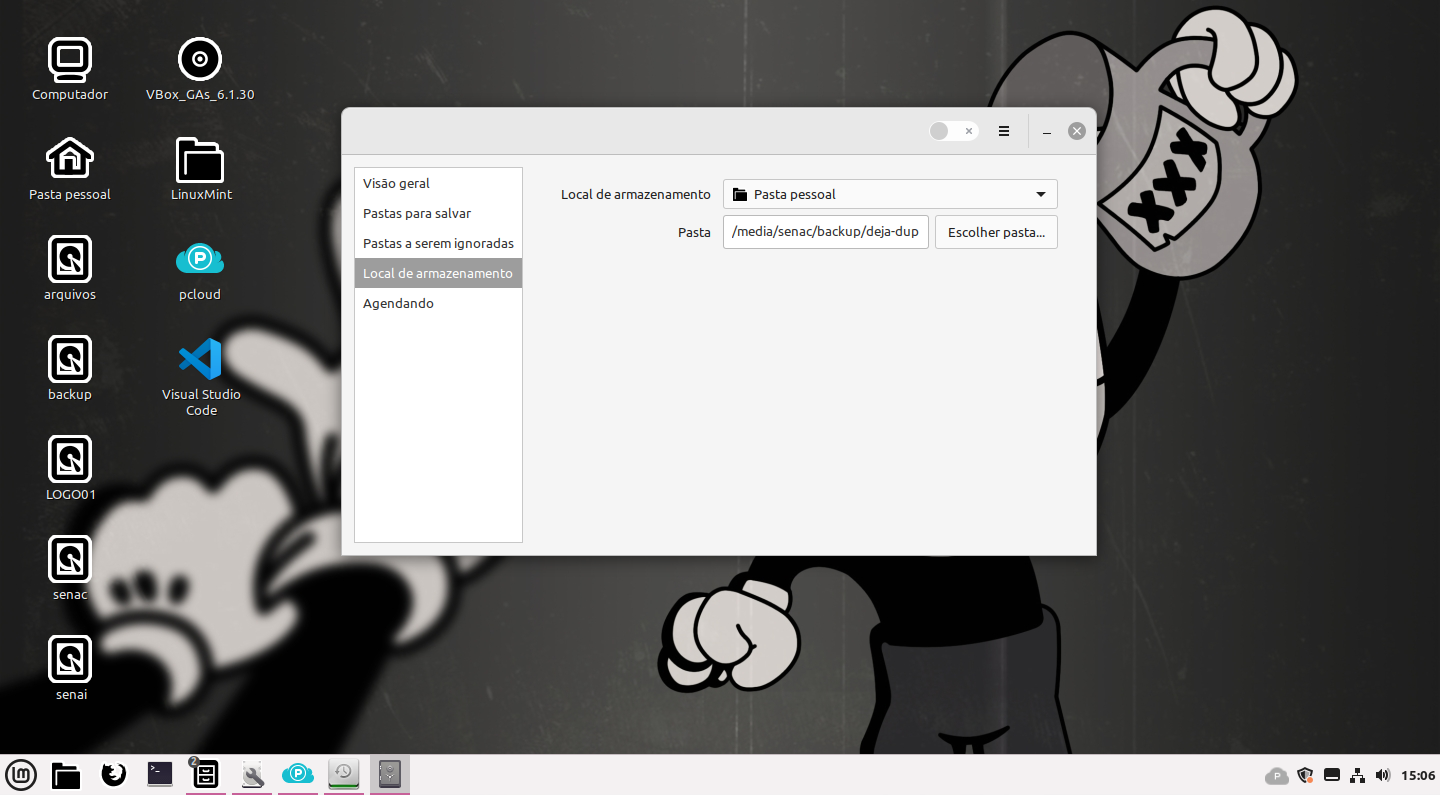 Computador
VBox_GAs_6.1.30
Pasta pessoal
LinuxMint
arquivos
pcloud
backup
Visual Studio
Code
LOGO01
senac
senai
Visão geral
Pastas para salvar
Pastas a serem ignoradas
Local de armazenamento
Agendando
Local de armazenamento
Pasta pessoal
Pasta
/media/senac/backup/deja-dup
Escolher pasta...
XXX
lm
>_
2
P
P
15:06